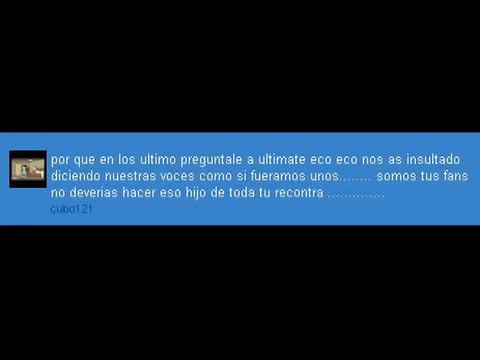 por que en los ultimo preguntale a ultimate eco eco nos as insultado
diciendo nuestras voces como si fueramos unos........ somos tus fans
no deverias hacer eso hijo de toda tu recontra ..............
cubo121